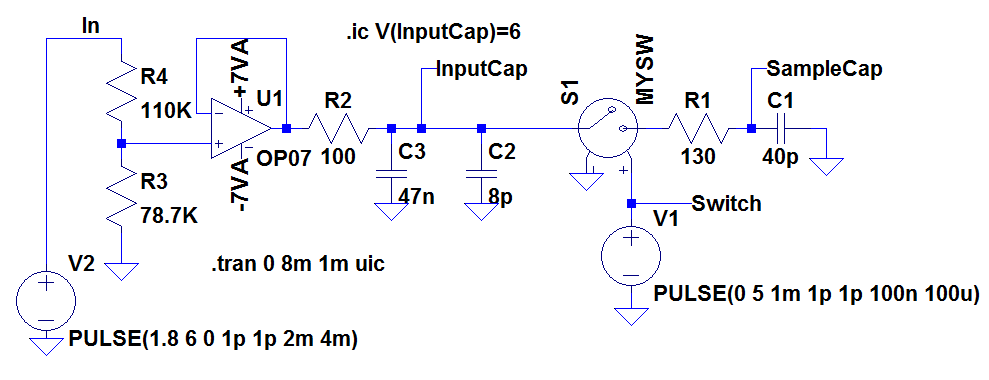 In
.ic V(InputCap)=6
R4
110K
+7VA
U1
-
+
+
-
OP07
-7VA
R2
100
InputCap
C3
47n
C2
8p
S1
MYSW
- +
R1
130
SampleCap
C1
40p
R3
78.7K
Switch
V1
+
-
PULSE(0 5 1m 1p 1p 100n 100u)
V2
+
-
.tran 0 8m 1m uic
PULSE(1.8 6 0 1p 1p 2m 4m)